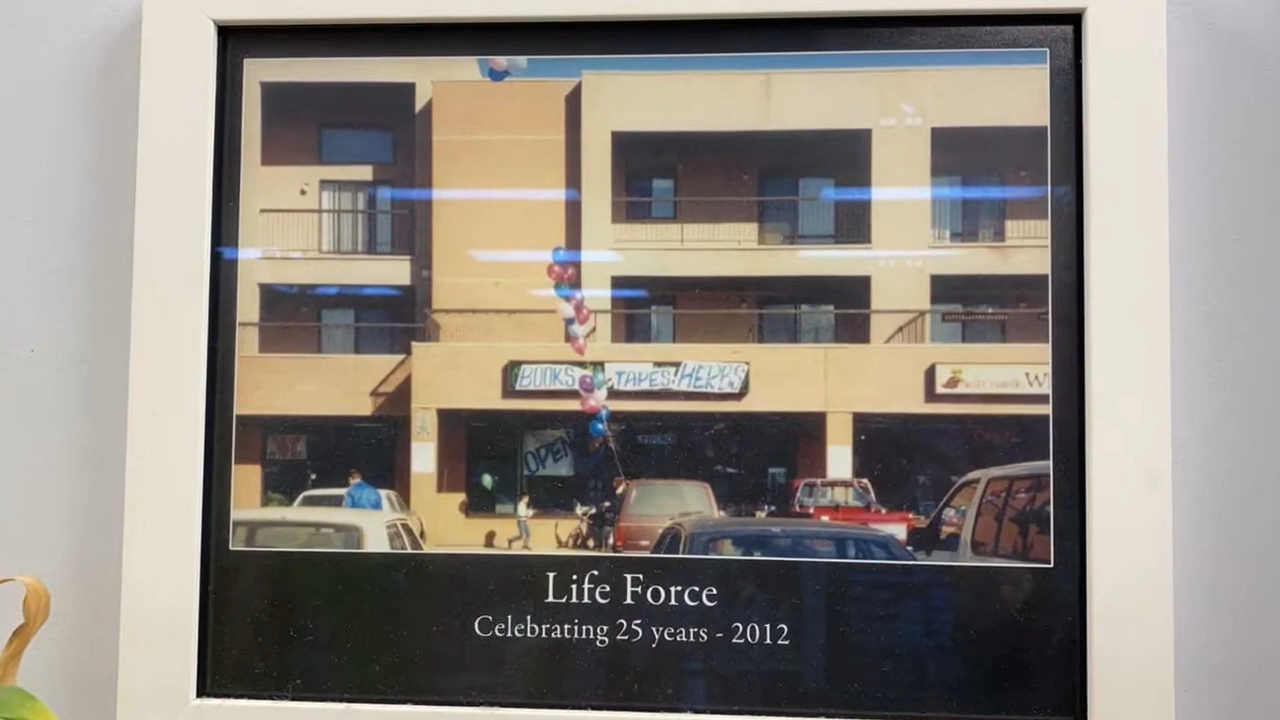 BOOKS TAPES HERBS
W
OPEN
Life Force
Celebrating 25 years - 2012